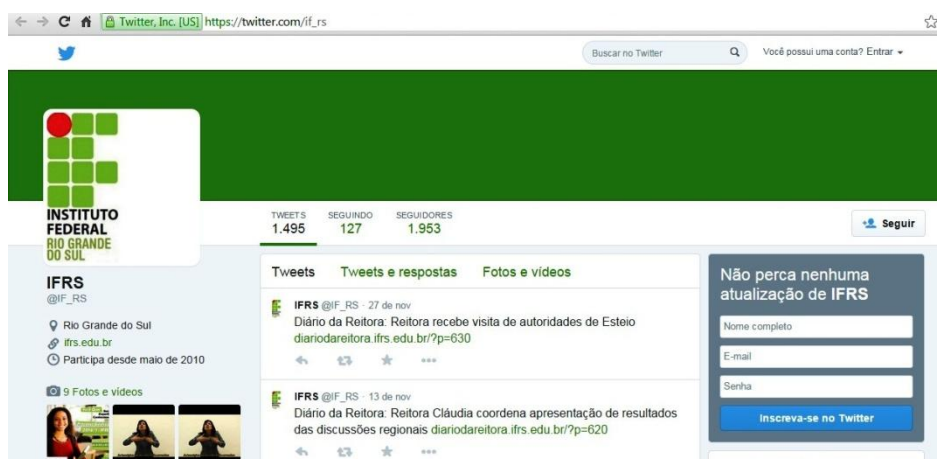 Twitter, Inc. [US] https://twitter.com/if_rs
Buscar no Twitter
Você possui uma conta? Entrar
INSTITUTO
FEDERAL
RIO GRANDE
DO SUL
TWEETS SEGUINDO SEGUIDORES
1.495 127 1.953
Seguir
IFRS
@IF_RS
Rio Grande do Sul
ifrs.edu.br
Participa desde maio de 2010
9 Fotos e vídeos
Tweets Tweets e respostas Fotos e vídeos
IFRS @IF_RS · 27 de nov
Diário da Reitora: Reitora recebe visita de autoridades de Esteio
diariodareitora.ifrs.edu.br/?p=630
IFRS @IF_RS · 13 de nov
Diário da Reitora: Reitora Cláudia coordena apresentação de resultados
das discussões regionais diariodareitora.ifrs.edu.br/?p=620
Não perca nenhuma
atualização de IFRS
Nome completo
E-mail
Senha
Inscreva-se no Twitter